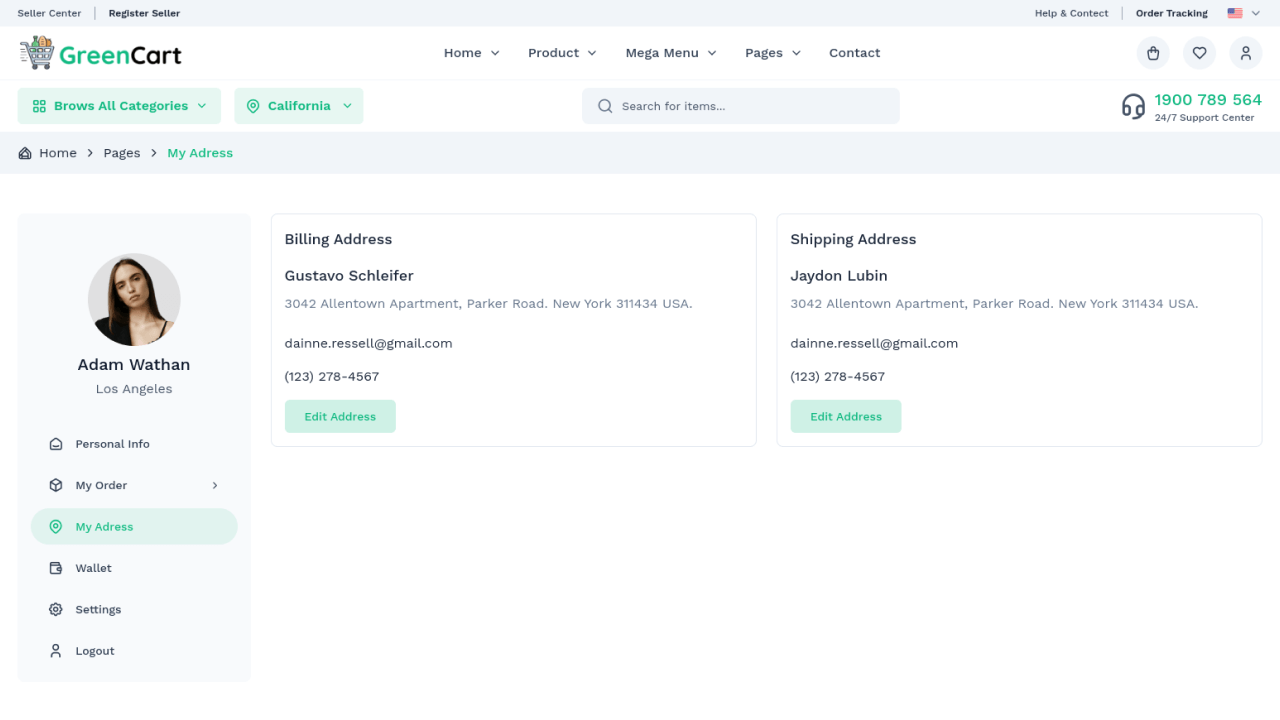 Seller Center
Register Seller
Help & Contect
Order Tracking
GreenCart
Home
Product
Mega Menu
Pages
Contact
Brows All Categories
California
Search for items...
1900 789 564
24/7 Support Center
Home
Pages
My Adress
Adam Wathan
Los Angeles
Personal Info
My Order
My Adress
Wallet
Settings
Logout
Billing Address
Gustavo Schleifer
3042 Allentown Apartment, Parker Road. New York 311434 USA.
dainne.ressell@gmail.com
(123) 278-4567
Edit Address
Shipping Address
Jaydon Lubin
3042 Allentown Apartment, Parker Road. New York 311434 USA.
dainne.ressell@gmail.com
(123) 278-4567
Edit Address